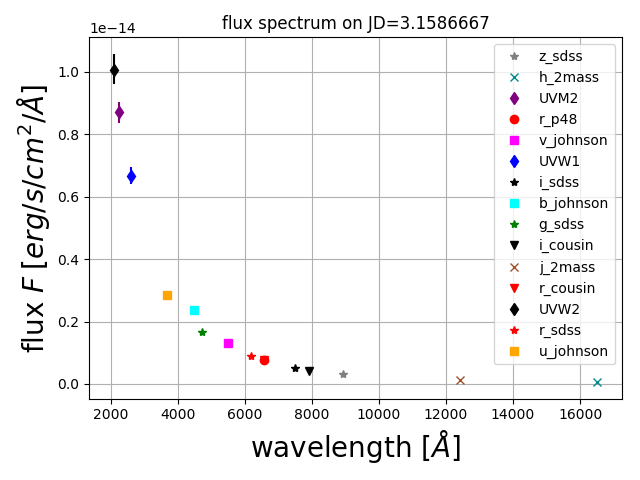 flux spectrum on JD=3.1586667
1e−14
flux F [erg/s/cm²/Å]
1.0
0.8
0.6
0.4
0.2
0.0
z_sdss
h_2mass
UVM2
r_p48
v_johnson
UVW1
i_sdss
b_johnson
g_sdss
i_cousin
j_2mass
r_cousin
UVW2
r_sdss
u_johnson
2000 4000 6000 8000 10000 12000 14000 16000
wavelength [Å]